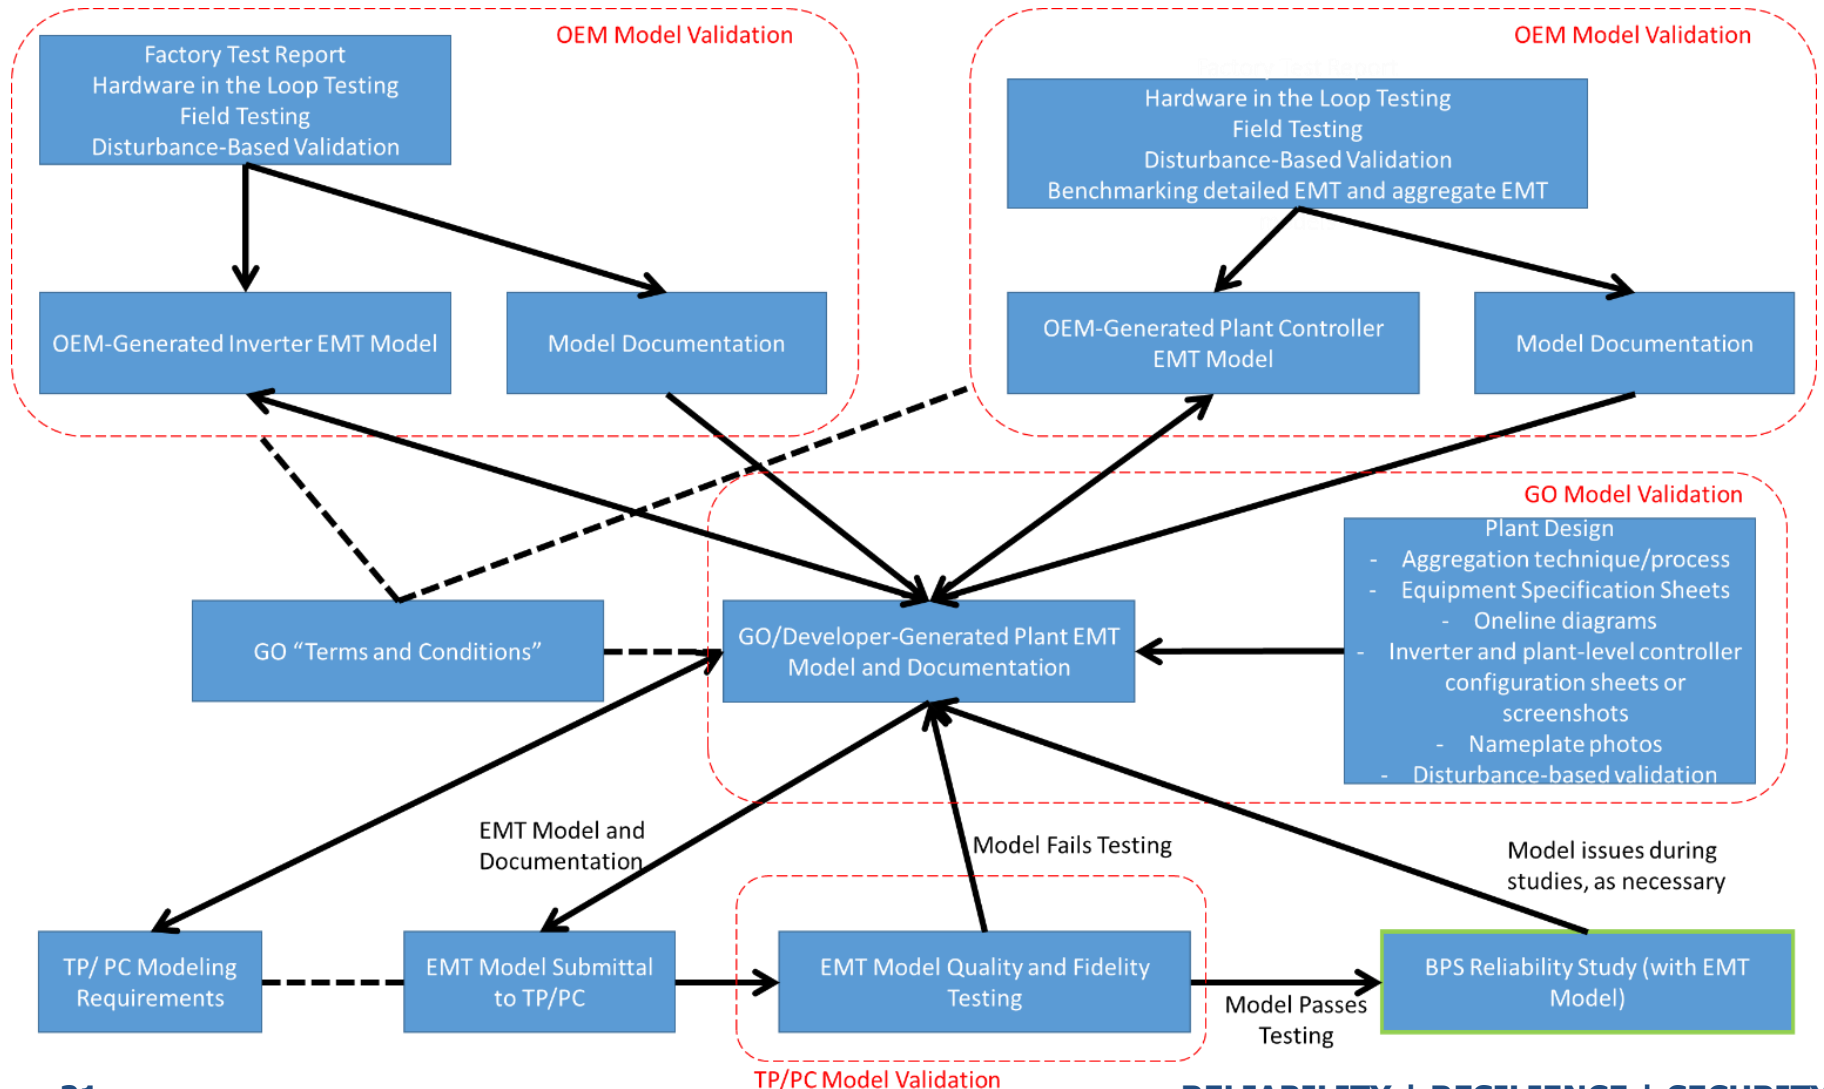 OEM Model Validation
Factory Test Report
Hardware in the Loop Testing
Field Testing
Disturbance-Based Validation
OEM-Generated Inverter EMT Model
Model Documentation
OEM Model Validation
Factory Test Report
Hardware in the Loop Testing
Field Testing
Disturbance-Based Validation
Benchmarking detailed EMT and aggregate EMT
OEM-Generated Plant Controller
EMT Model
Model Documentation
GO Model Validation
GO “Terms and Conditions”
GO/Developer-Generated Plant EMT
Model and Documentation
Plant Design
- Aggregation technique/process
- Equipment Specification Sheets
- Oneline diagrams
- Inverter and plant-level controller
configuration sheets or
screenshots
- Nameplate photos
- Disturbance-based validation
EMT Model and
Documentation
Model Fails Testing
Model issues during
studies, as necessary
TP/ PC Modeling
Requirements
EMT Model Submittal
to TP/PC
EMT Model Quality and Fidelity
Testing
Model Passes
Testing
BPS Reliability Study (with EMT
Model)
TP/PC Model Validation
RELIABILITY | RESILIENCE | SECURITY